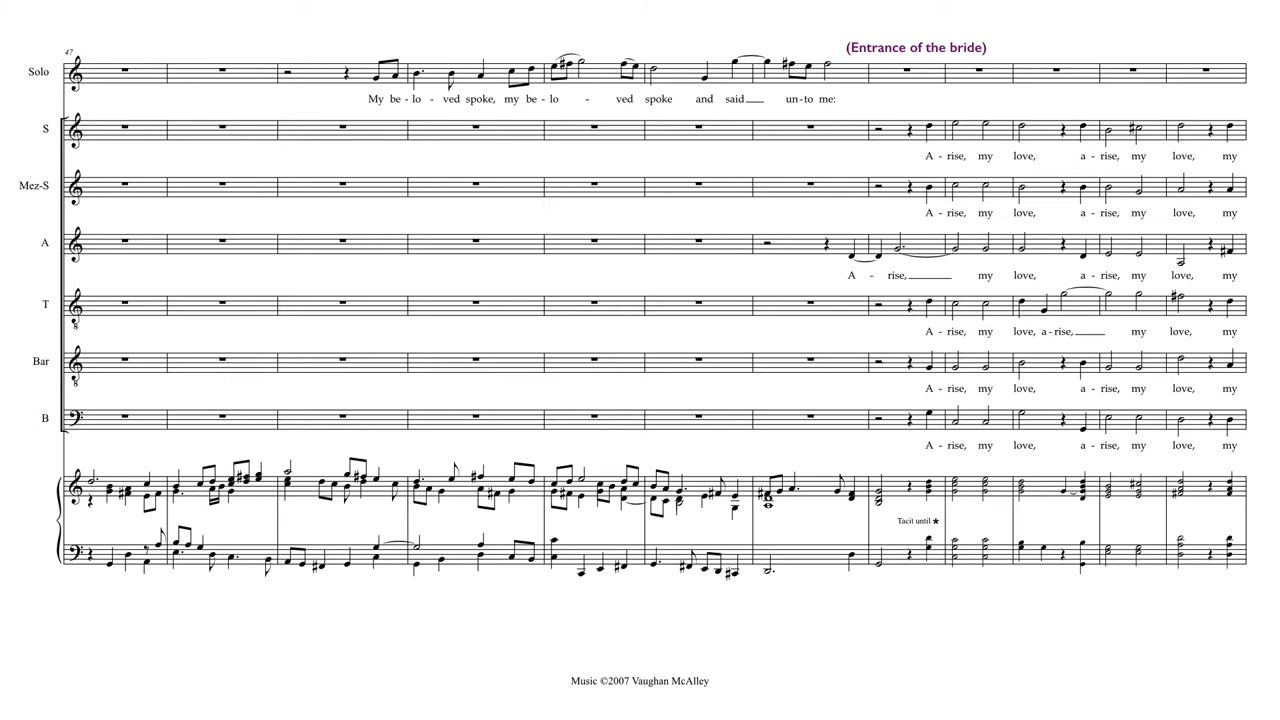 (Entrance of the bride)
47
Solo
My be - lo - ved spoke, my be - lo - ved spoke and said un - to me:
S
A - rise, my love, a - rise, my love, my
Mez-S
A - rise, my love, a - rise, my love, my
A
A - rise, my love, a - rise, my love, my
T
A - rise, my love, a - rise, my love, my
Bar
A - rise, my love, a - rise, my love, my
B
A - rise, my love, a - rise, my love, my
Tacit until *
Music ©2007 Vaughan McAlley